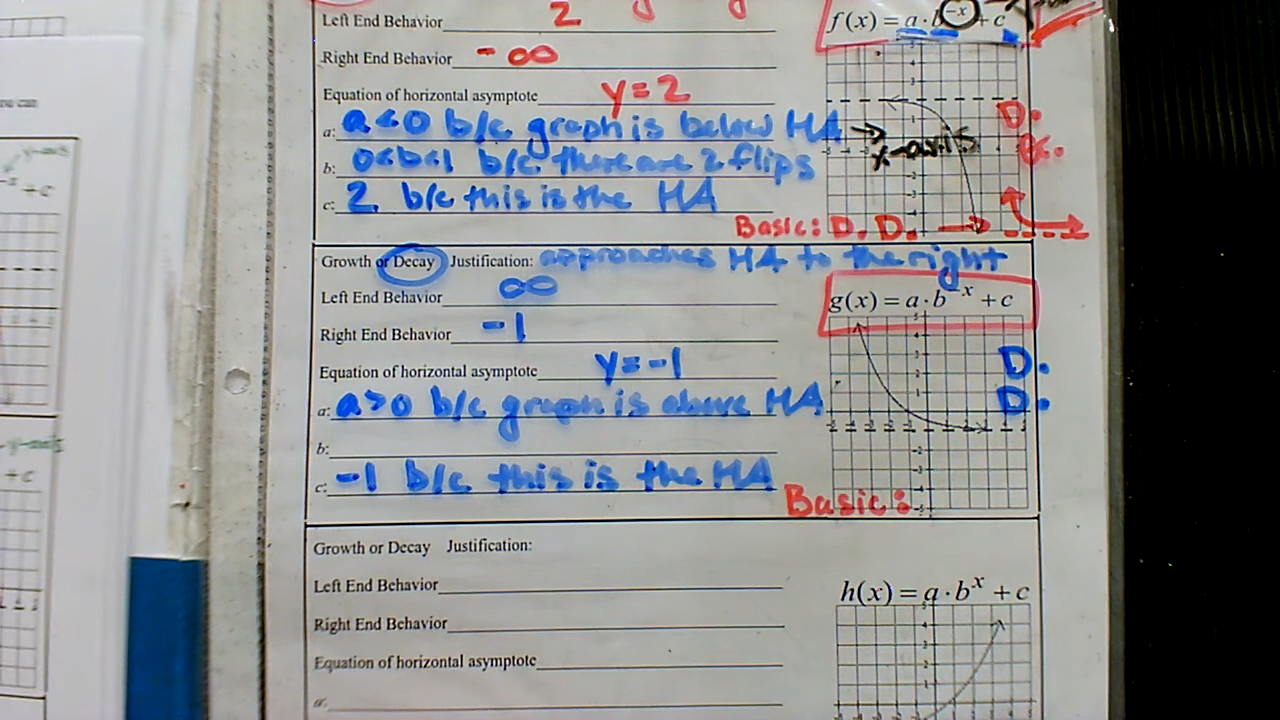 Left End Behavior 2
f(x) = a · b^-x + c
Right End Behavior -∞
Equation of horizontal asymptote y=2
a: a<0 b/c graph is below HA
x-axis
b: 0<b<1 b/c there are 2 flips
c: 2 b/c this is the HA
Basic: D. D.
Growth or Decay Justification: approaches HA to the right
Left End Behavior ∞
g(x) = a · b^-x + c
Right End Behavior -1
Equation of horizontal asymptote y=-1
D.
D.
a: a>0 b/c graph is above HA
b:
c: -1 b/c this is the HA
Basic:
Growth or Decay Justification:
Left End Behavior
h(x) = a · b^x + c
Right End Behavior
Equation of horizontal asymptote
a: